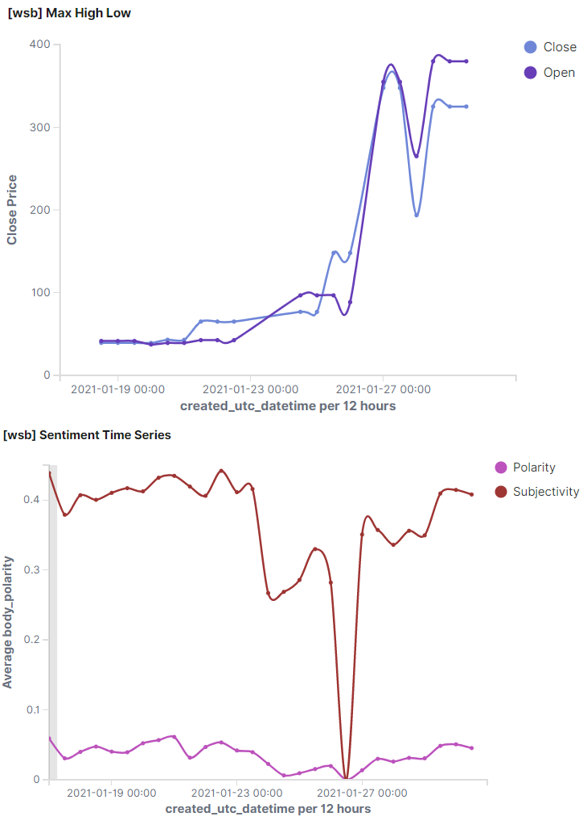 [wsb] Max High Low
400
300
200
100
0
Close Price
2021-01-19 00:00 2021-01-23 00:00 2021-01-27 00:00
created_utc_datetime per 12 hours
Close
Open
[wsb] Sentiment Time Series
0.4
0.3
0.2
0.1
0
Average body_polarity
2021-01-19 00:00 2021-01-23 00:00 2021-01-27 00:00
created_utc_datetime per 12 hours
Polarity
Subjectivity